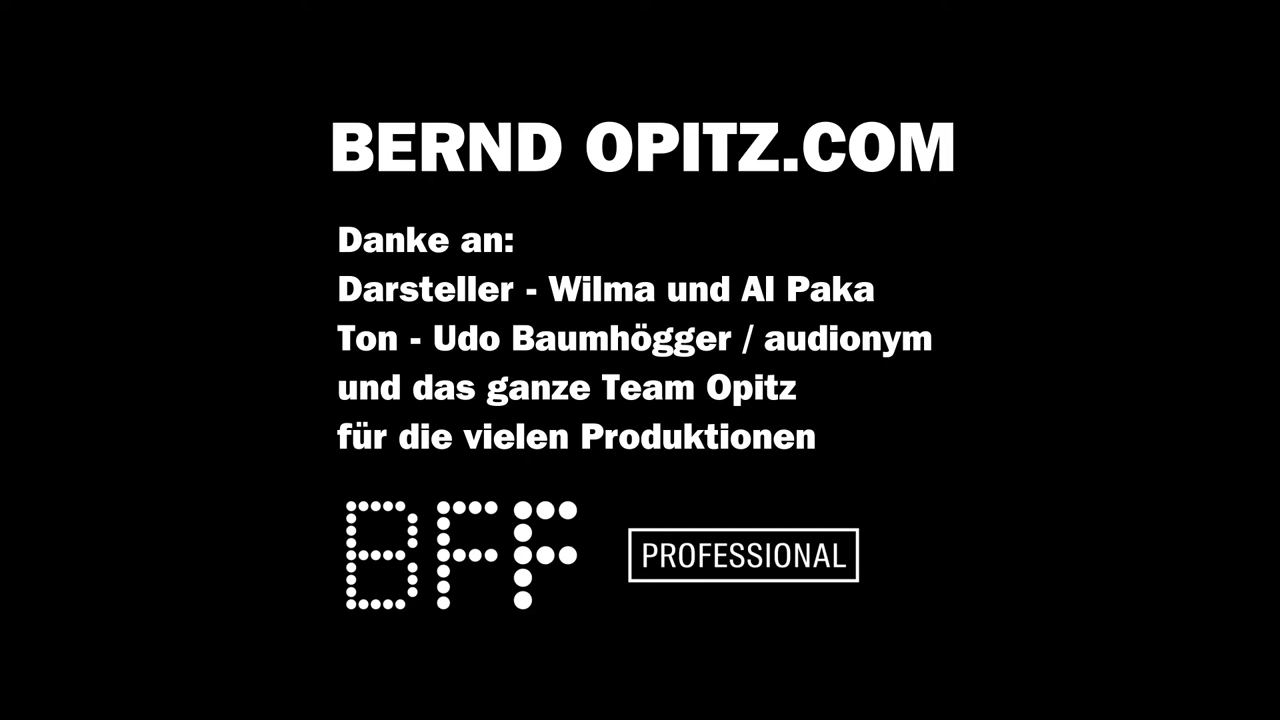 BERND OPITZ.COM
Danke an:
Darsteller - Wilma und Al Paka
Ton - Udo Baumhögger / audionym
und das ganze Team Opitz
für die vielen Produktionen
BFF PROFESSIONAL